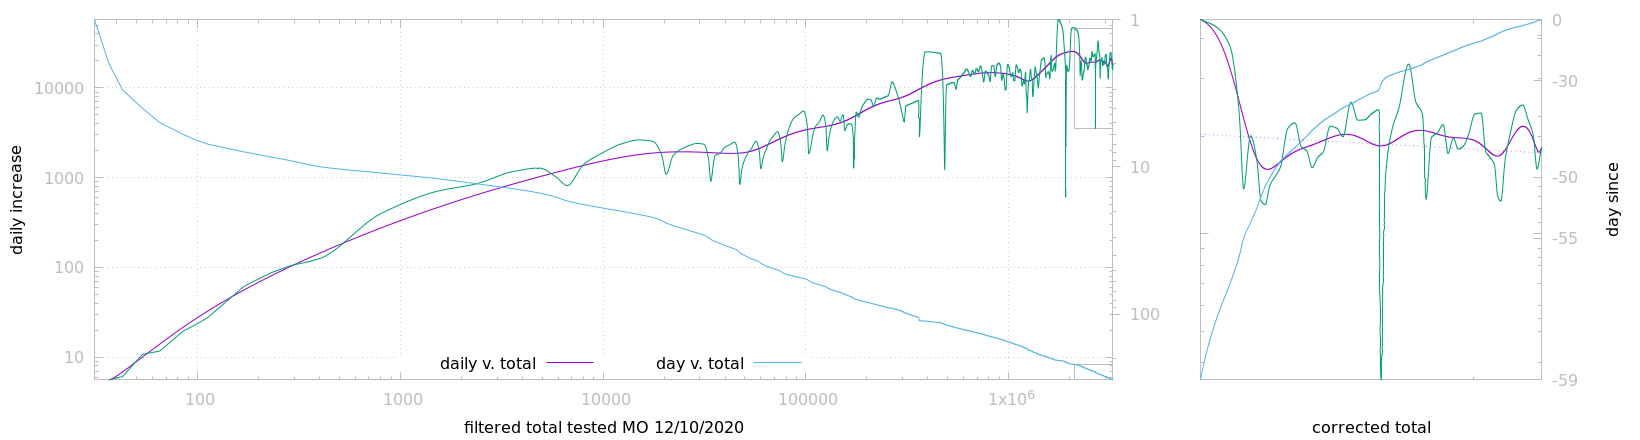 daily increase
10000
1000
100
10
100
1000
10000
100000
1x10⁶
1
10
100
daily v. total
day v. total
filtered total tested MO 12/10/2020
0
-30
-50
-55
-59
day since
corrected total